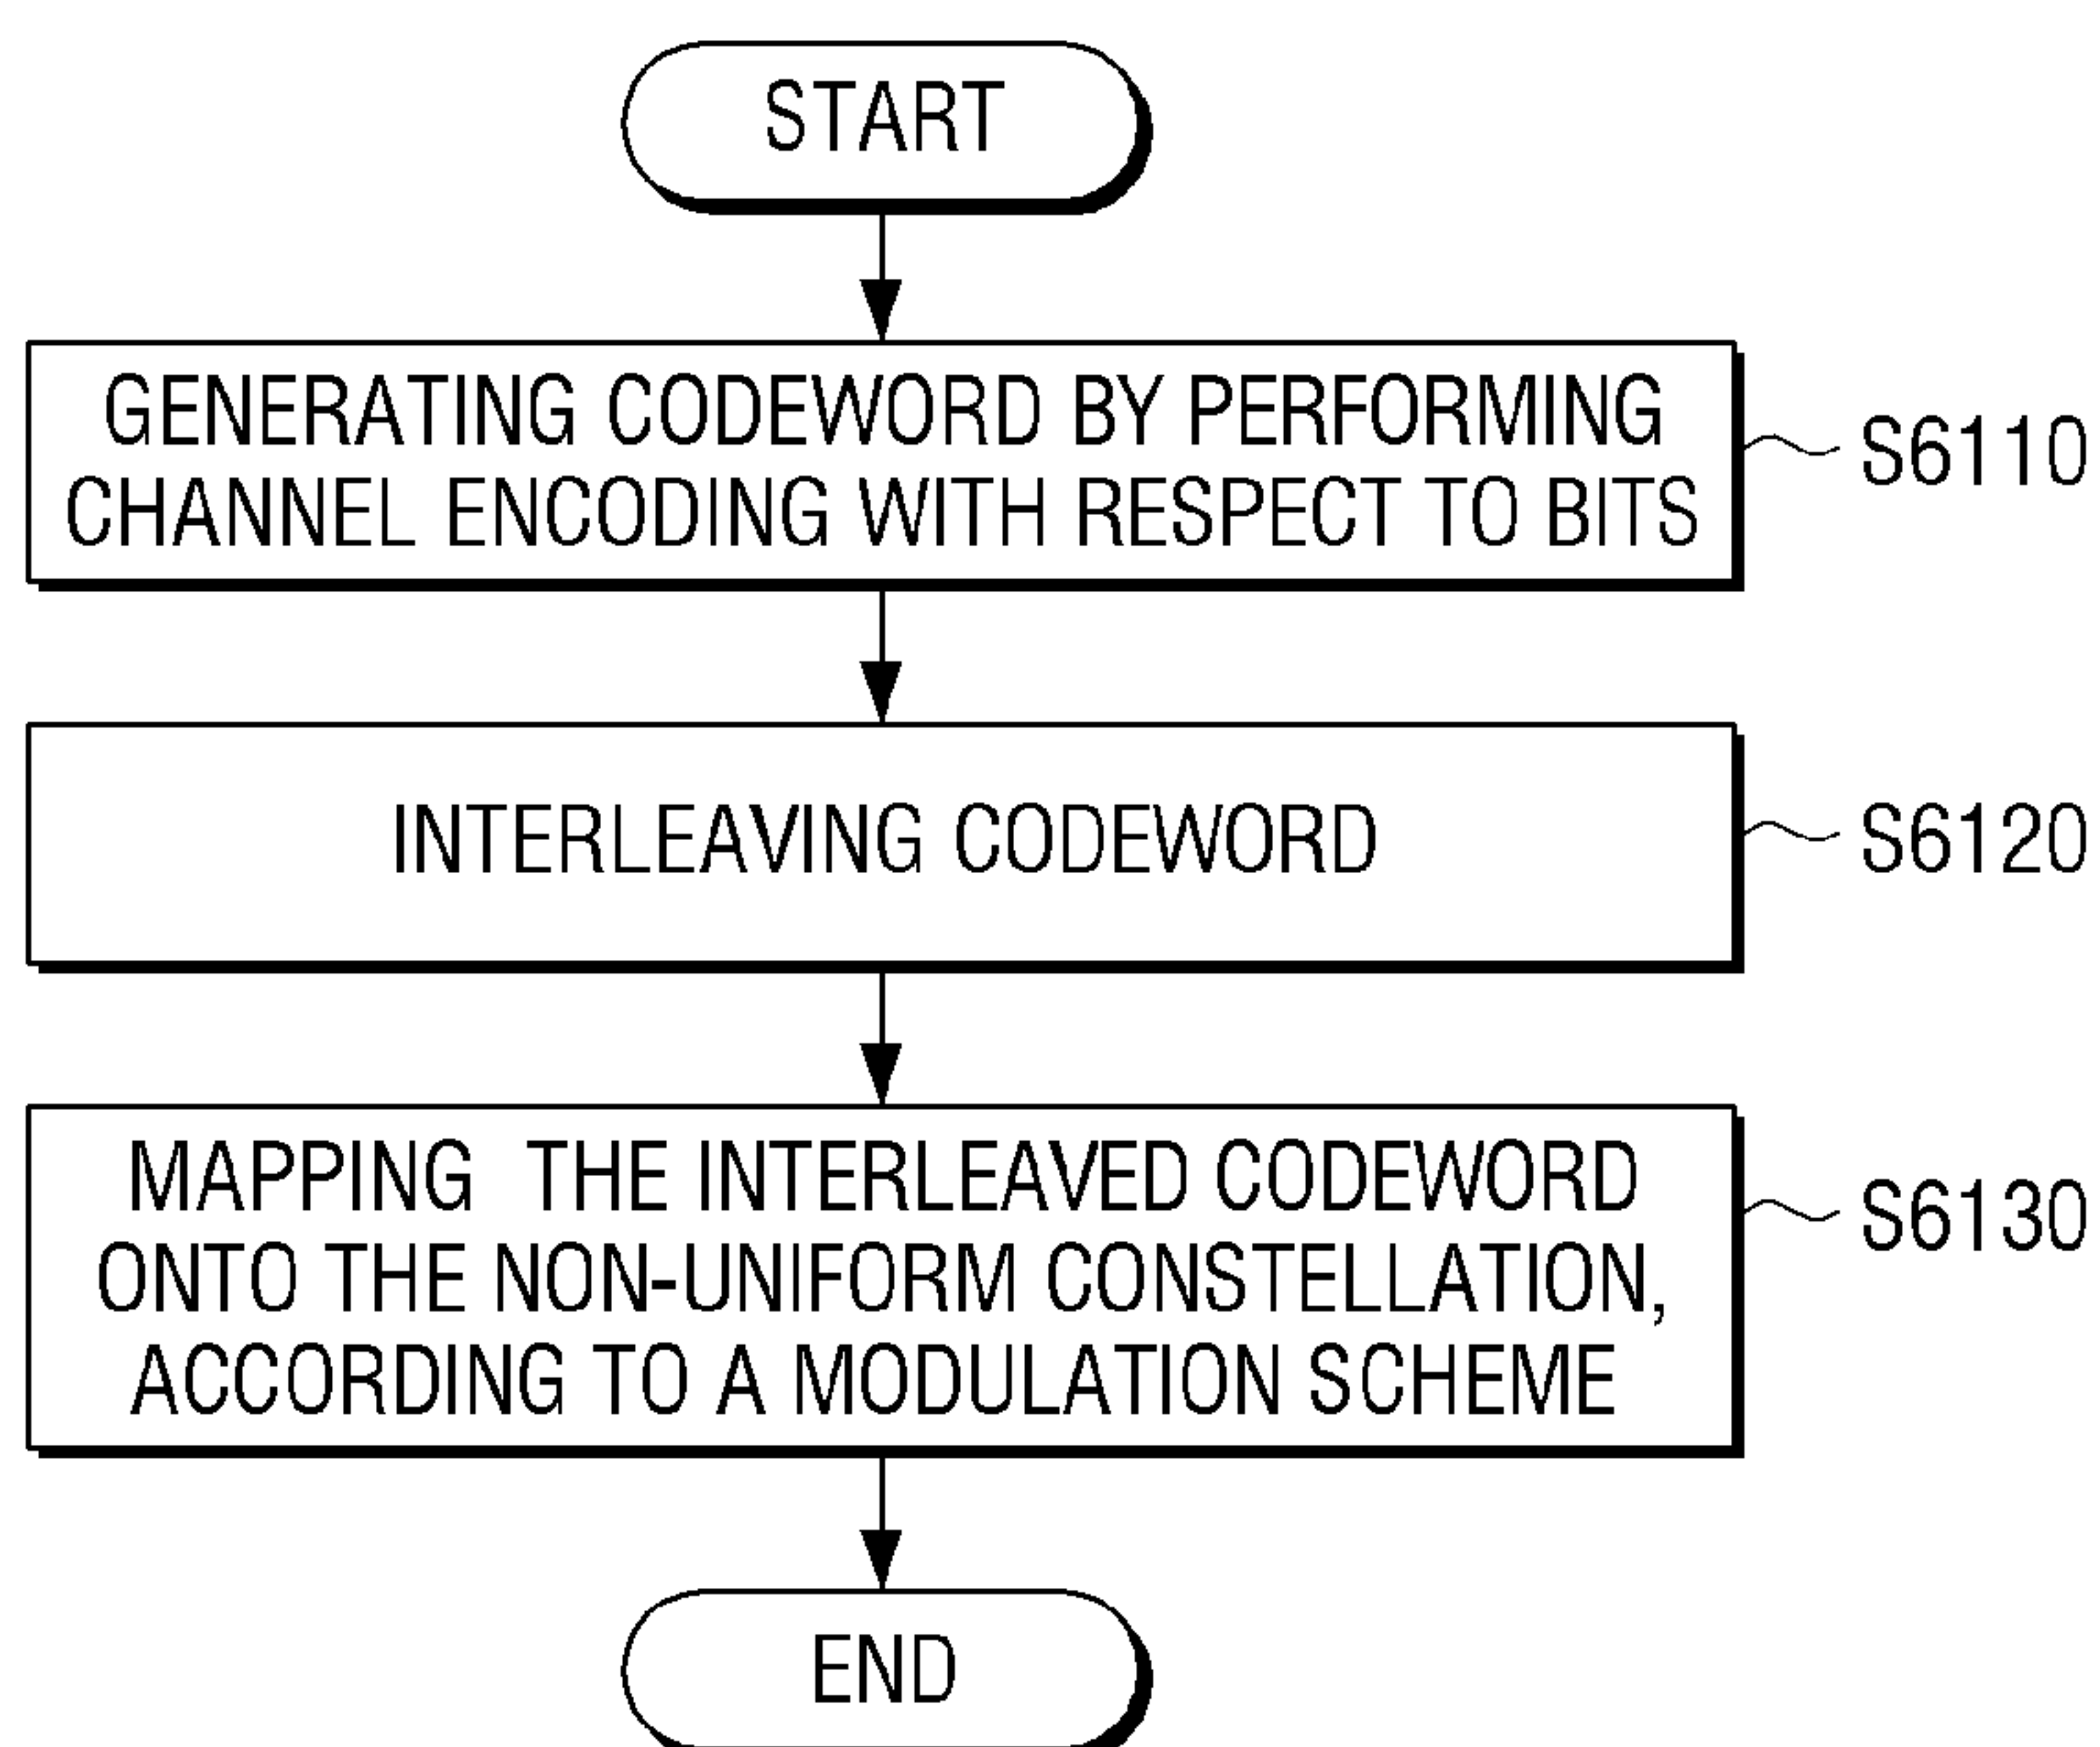 START
GENERATING CODEWORD BY PERFORMING
CHANNEL ENCODING WITH RESPECT TO BITS
S6110
INTERLEAVING CODEWORD
S6120
MAPPING THE INTERLEAVED CODEWORD
ONTO THE NON-UNIFORM CONSTELLATION,
ACCORDING TO A MODULATION SCHEME
S6130
END